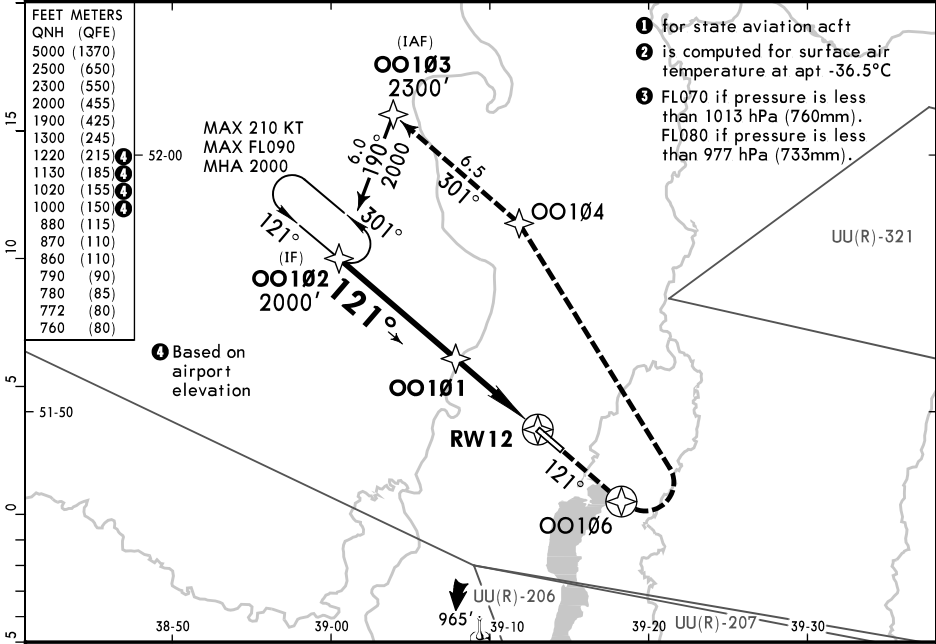 FEET METERS
QNH (QFE)
5000 (1370)
2500 (650)
2300 (550)
2000 (455)
1900 (425)
1300 (245)
1220 (215) 4
1130 (185) 4
1020 (155) 4
1000 (150) 4
880 (115)
870 (110)
860 (110)
790 (90)
780 (85)
772 (80)
760 (80)
1 for state aviation acft
2 is computed for surface air
temperature at apt -36.5°C
3 FL070 if pressure is less
than 1013 hPa (760mm).
FL080 if pressure is less
than 977 hPa (733mm).
(IAF)
OO1Ø3
2300'
15
52-00
MAX 210 KT
MAX FL090
MHA 2000
6.0
190°
2000
6.5
301°
OO1Ø4
UU(R)-321
121°
301°
10
(IF)
OO1Ø2
2000'
121°
4 Based on
airport
elevation
OO1Ø1
5
51-50
RW12
121°
0
OO1Ø6
UU(R)-206
965'
UU(R)-207
5
38-50
39-00
39-10
39-20
39-30